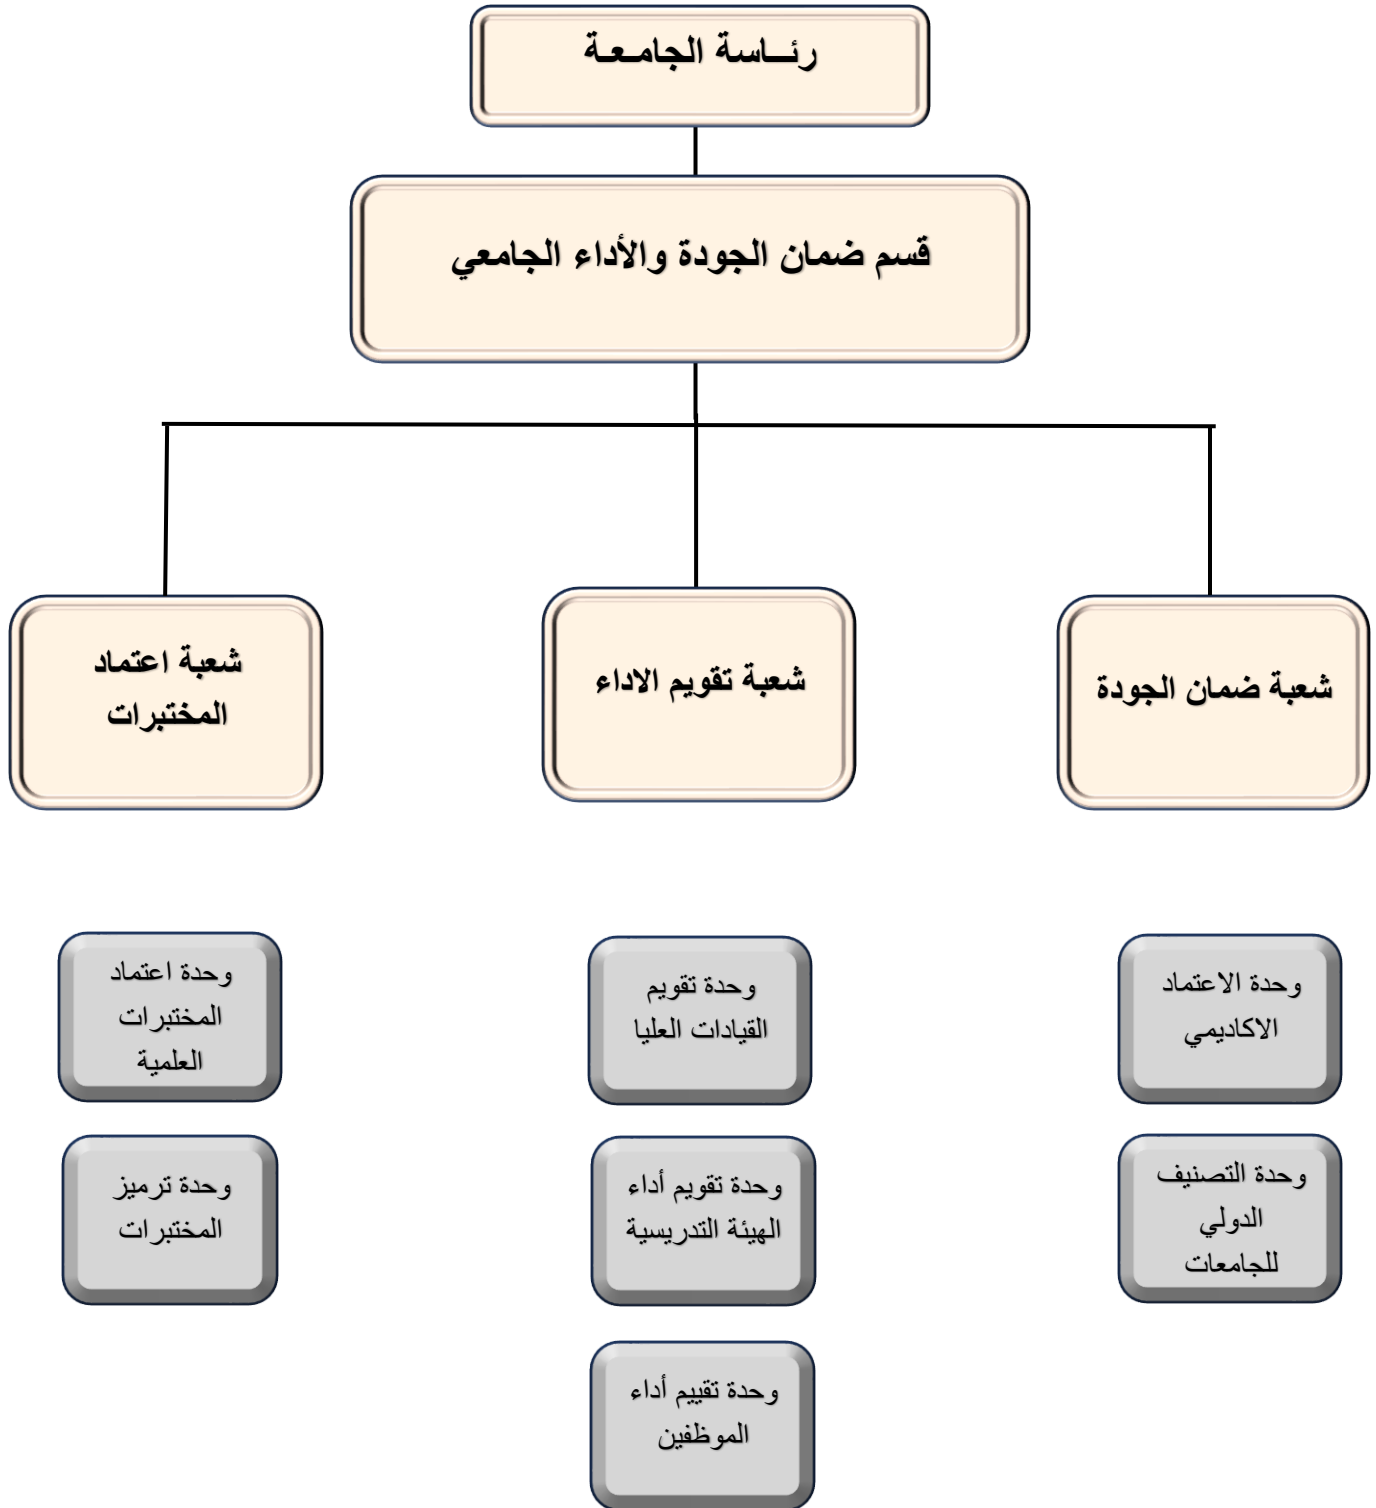 رئـــاسة الجامـعـة
قسم ضمان الجودة والأداء الجامعي
شعبة ضمان الجودة
شعبة تقويم الاداء
شعبة اعتماد
المختبرات
وحدة الاعتماد
الاكاديمي
وحدة تقويم
القيادات العليا
وحدة اعتماد
المختبرات
العلمية
وحدة التصنيف
الدولي
للجامعات
وحدة تقويم أداء
الهيئة التدريسية
وحدة ترميز
المختبرات
وحدة تقييم أداء
الموظفين